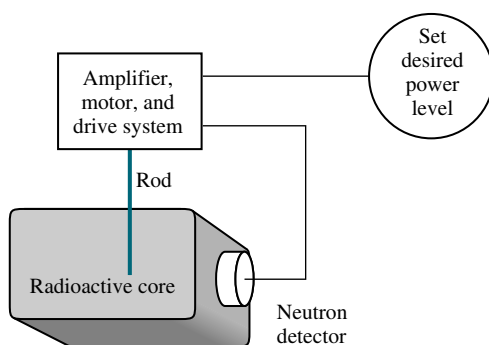 Set
desired
power
level
Amplifier,
motor, and
drive system
Rod
Radioactive core
Neutron
detector